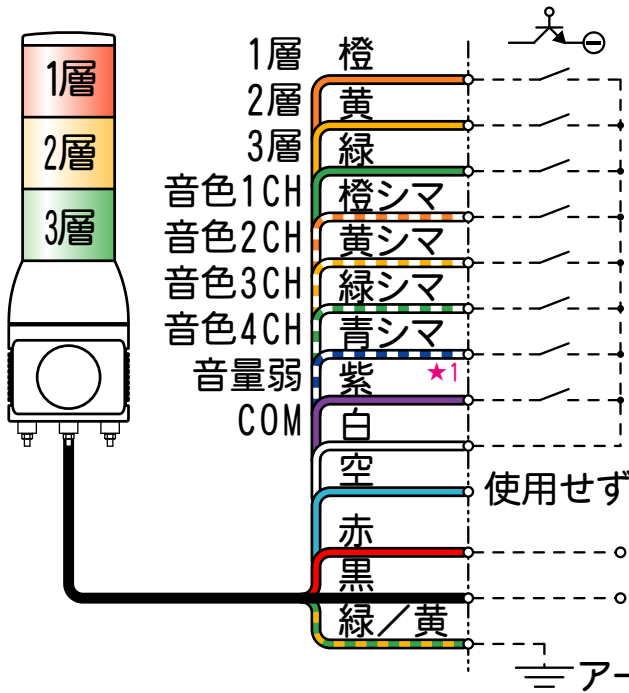 1層
2層
3層
1層 橙
2層 黄
3層 緑
音色1CH 橙シマ
音色2CH 黄シマ
音色3CH 緑シマ
音色4CH 青シマ
音量弱 紫 ★1
COM 白
空 使用せず
赤
黒
緑／黄
アー